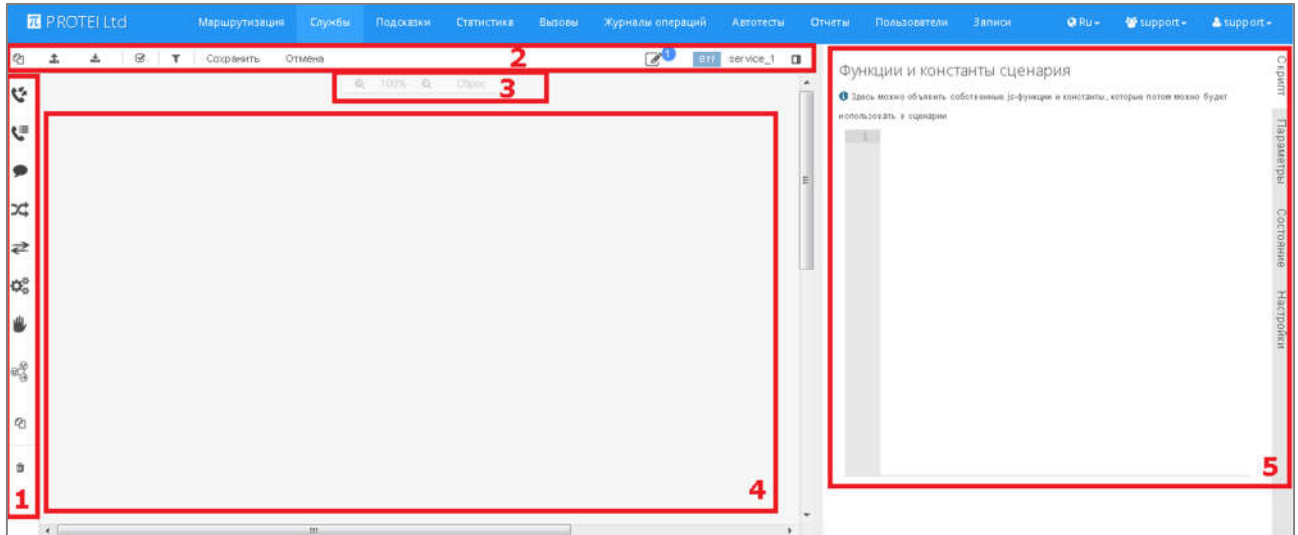 PROTEI Ltd Маршрутизация Службы Подсказки Статистика Вызовы Журналы операций Автотесты Отчеты Пользователи Записи Ru support support
Сохранить Отмена 1 Off service_1
2
100% Сброс
3
1
4
Функции и константы сценария
Здесь можно объявить собственные js-функции и константы, которые потом можно будет
использовать в сценарии
1
Скрипт
Параметры
Состояние
Настройки
5